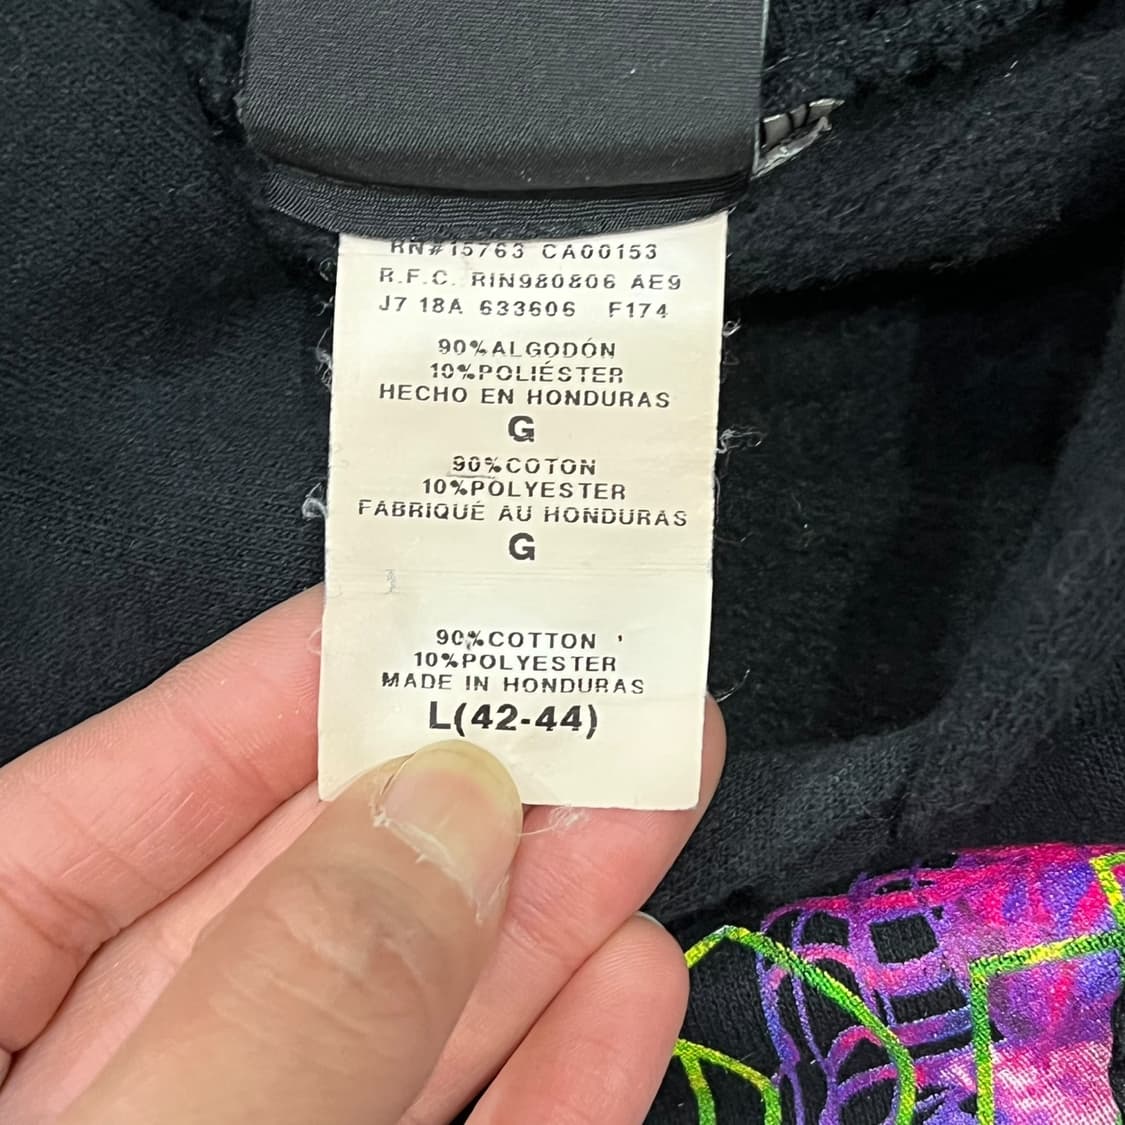 RN#15763 CA00153
R.F.C. RIN980806 AE9
J7 18A 633606 F174
90%ALGODÓN
10%POLIÉSTER
HECHO EN HONDURAS
G
90%COTON
10%POLYESTER
FABRIQUÉ AU HONDURAS
G
90%COTTON
10%POLYESTER
MADE IN HONDURAS
L(42-44)